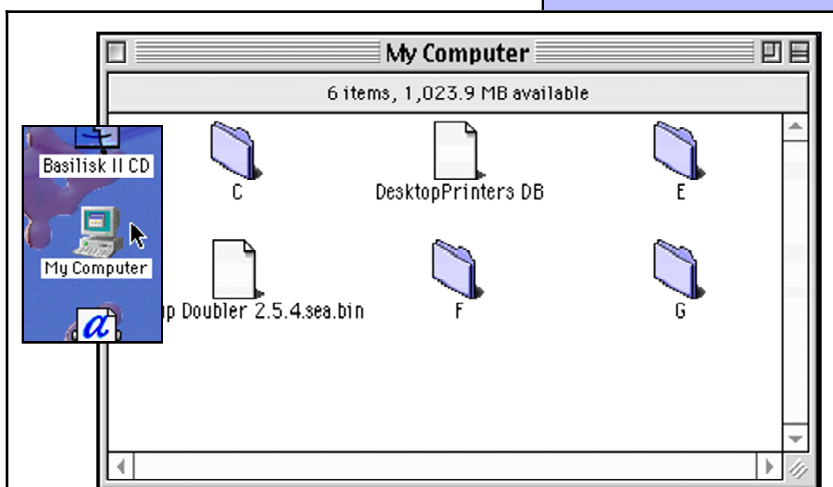 My Computer
6 items, 1,023.9 MB available
Basilisk II CD
C
DesktopPrinters DB
E
My Computer
up Doubler 2.5.4.sea.bin
F
G
a